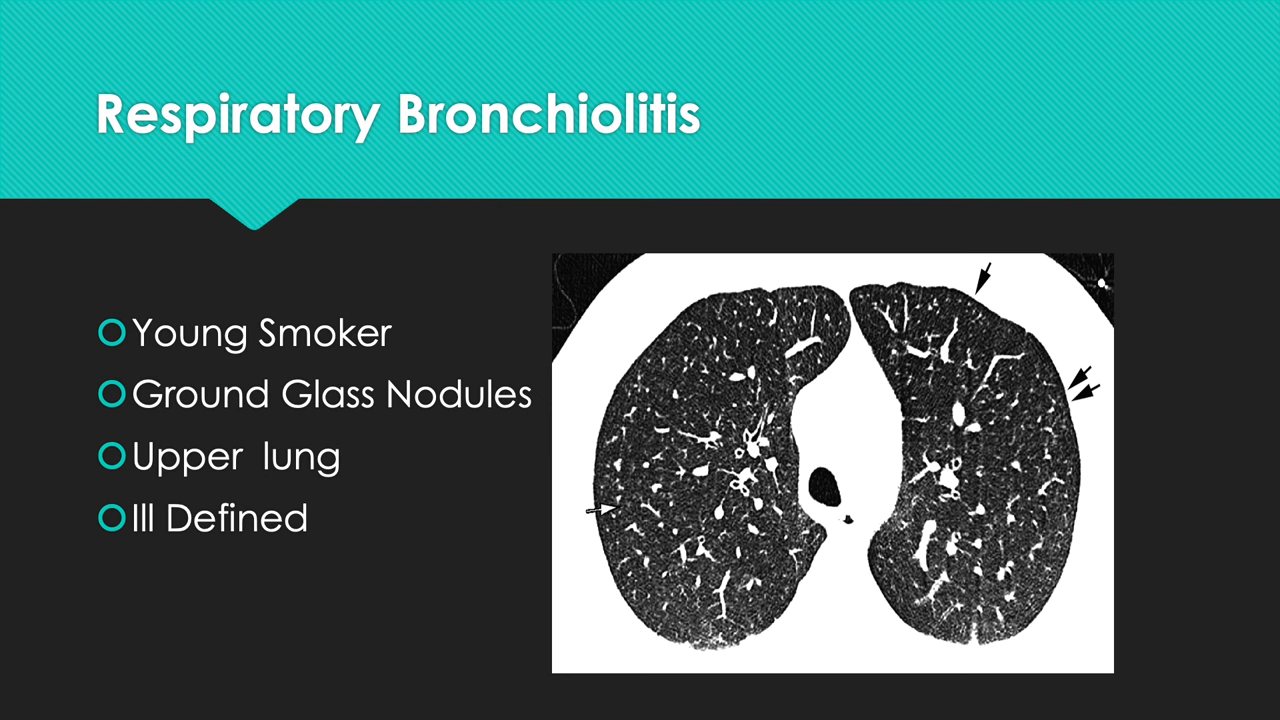 Respiratory Bronchiolitis
Young Smoker
Ground Glass Nodules
Upper lung
Ill Defined